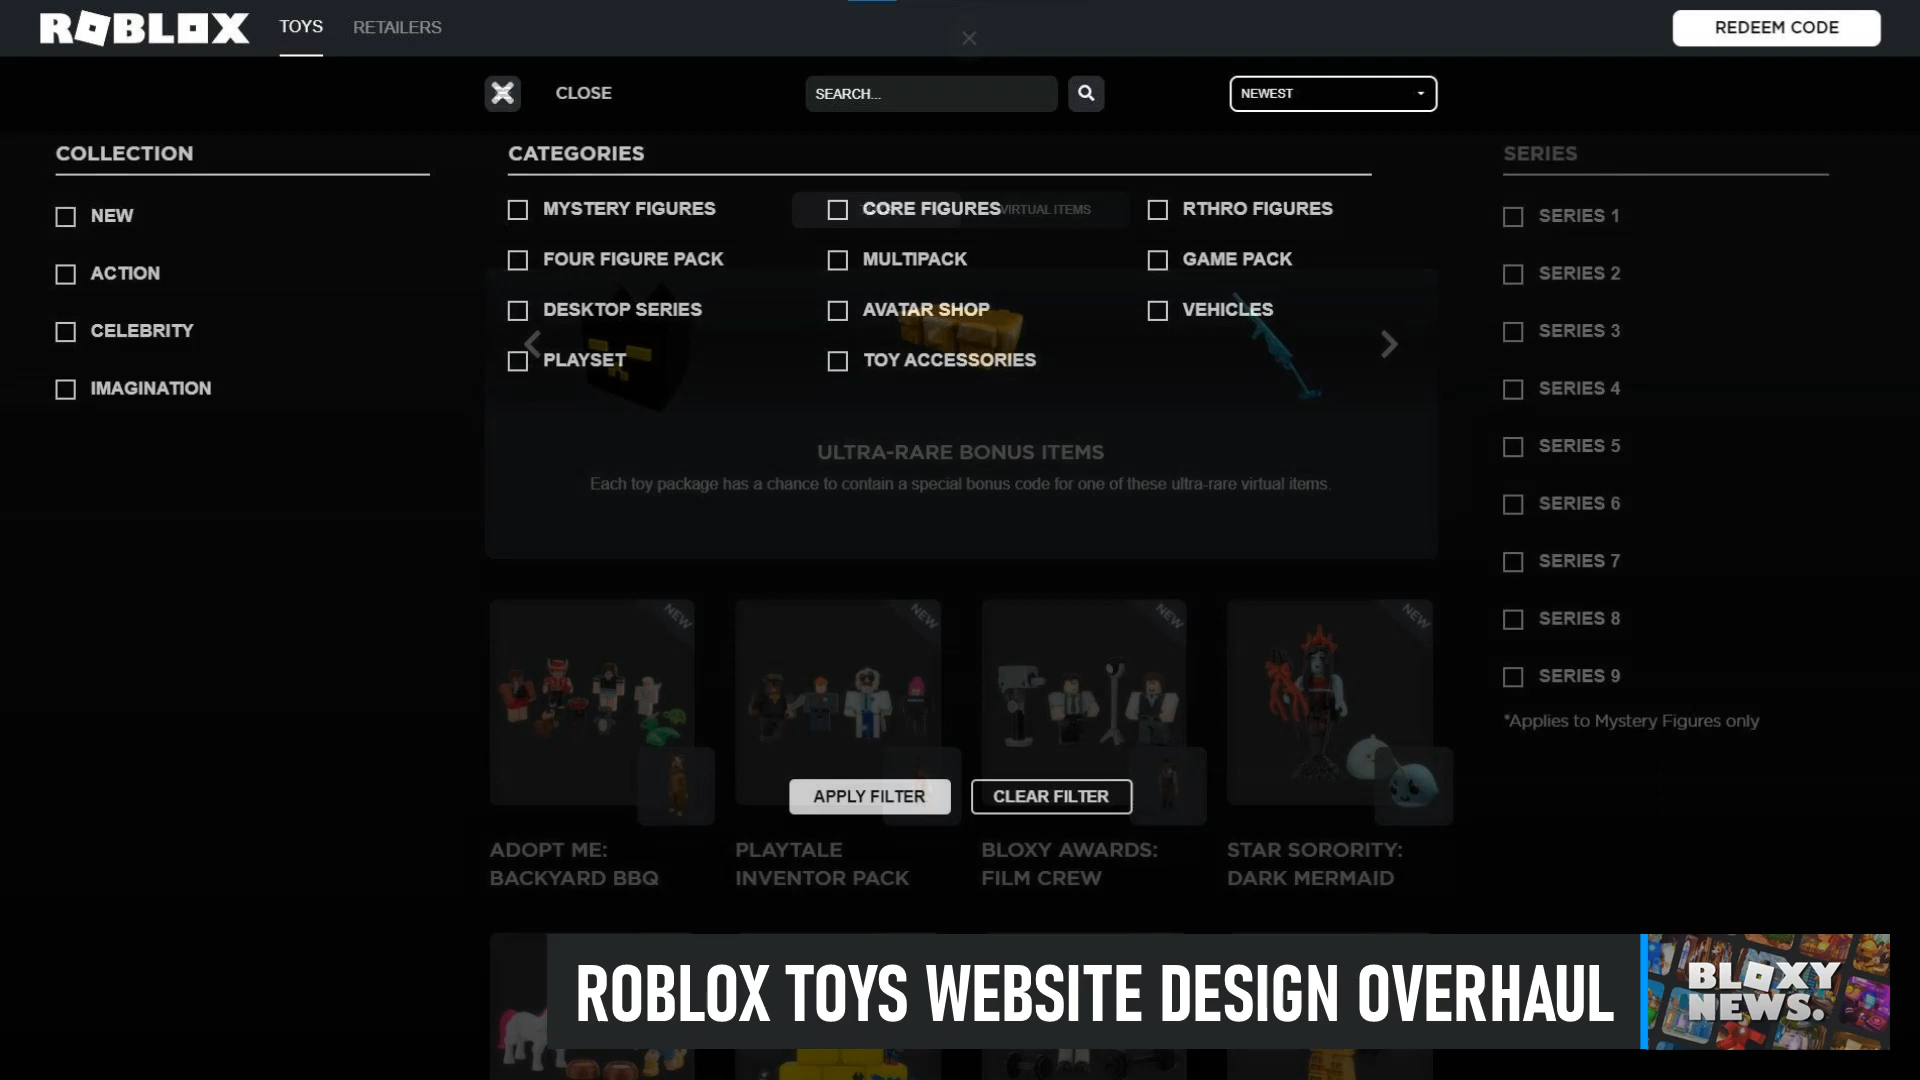 ROBLOX
TOYS
RETAILERS
REDEEM CODE
CLOSE
SEARCH...
NEWEST
COLLECTION
NEW
ACTION
CELEBRITY
IMAGINATION
CATEGORIES
MYSTERY FIGURES
CORE FIGURES
VIRTUAL ITEMS
RTHRO FIGURES
FOUR FIGURE PACK
MULTIPACK
GAME PACK
DESKTOP SERIES
AVATAR SHOP
VEHICLES
PLAYSET
TOY ACCESSORIES
SERIES
SERIES 1
SERIES 2
SERIES 3
SERIES 4
SERIES 5
SERIES 6
SERIES 7
SERIES 8
SERIES 9
*Applies to Mystery Figures only
ULTRA-RARE BONUS ITEMS
Each toy package has a chance to contain a special bonus code for one of these ultra-rare virtual items.
NEW
NEW
NEW
NEW
APPLY FILTER
CLEAR FILTER
ADOPT ME:
BACKYARD BBQ
PLAYTALE
INVENTOR PACK
BLOXY AWARDS:
FILM CREW
STAR SORORITY:
DARK MERMAID
ROBLOX TOYS WEBSITE DESIGN OVERHAUL
BLOXY
NEWS.